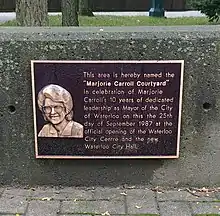 This area is hereby named the
"Marjorie Carroll Courtyard"
in celebration of Marjorie
Carroll's 10 years of dedicated
leadership as Mayor of the City
of Waterloo on this the 25th
day of September 1987 at the
official opening of the Waterloo
City Centre and the new
Waterloo City Hall.